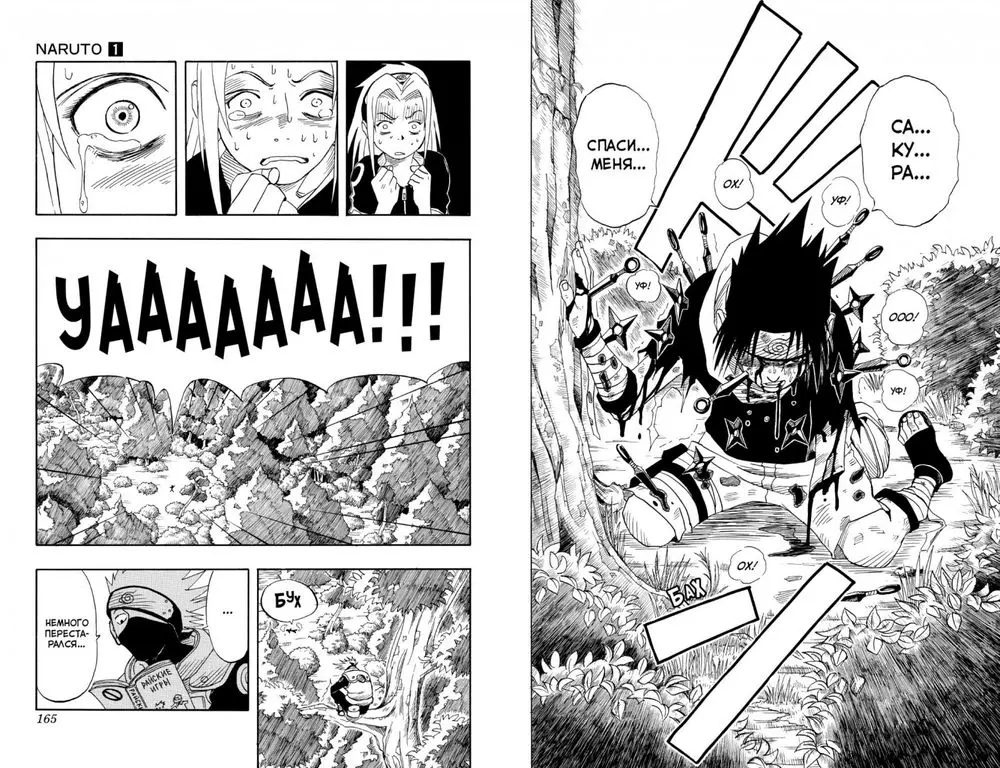 СА...
КУ...
РА...
СПАСИ...
МЕНЯ...
ОХ!
УФ!
УФ!
ООО!
УФ!
ОХ!
БАХ
NARUTO 1
УААААААА!!!
БУХ
...
НЕМНОГО
ПЕРЕСТА-
РАЛСЯ...
РАЙСКИЕ
ИГРЫ
165